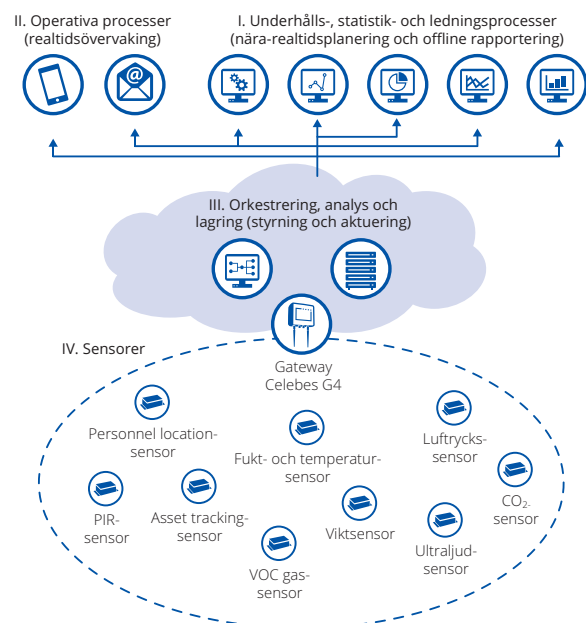 II. Operativa processer
(realtidsövervaking)
I. Underhålls-, statistik- och ledningsprocesser
(nära-realtidsplanering och offline rapportering)
@
III. Orkestrering, analys och
lagring (styrning och aktuering)
IV. Sensorer
Gateway
Celebes G4
Personnel location-
sensor
Fukt- och temperatur-
sensor
Luftrycks-
sensor
PIR-
sensor
Asset tracking-
sensor
Viktsensor
CO₂-
sensor
VOC gas-
sensor
Ultraljud-
sensor